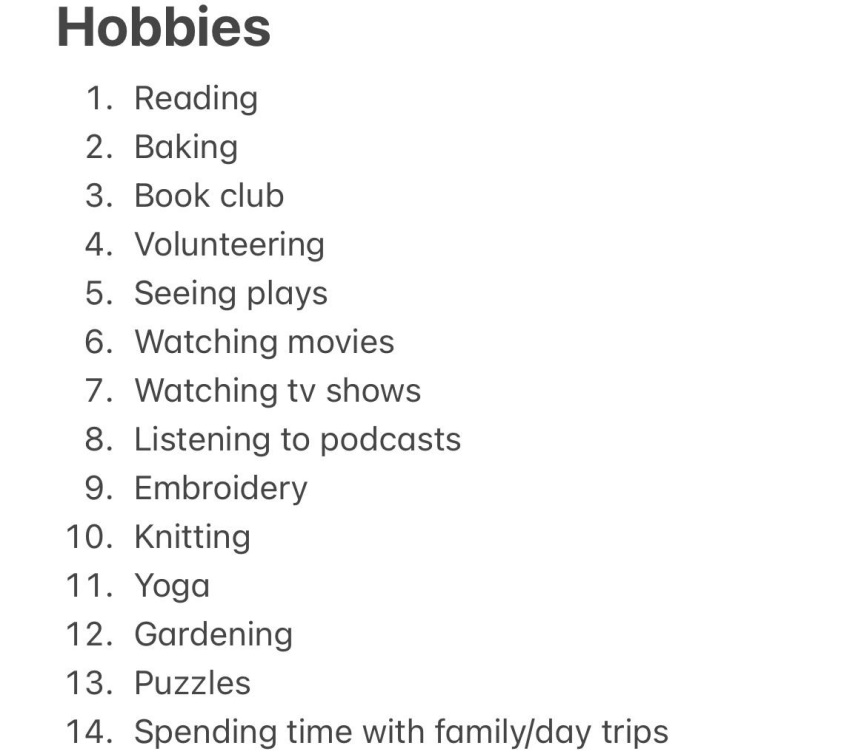 Hobbies
1. Reading
2. Baking
3. Book club
4. Volunteering
5. Seeing plays
6. Watching movies
7. Watching tv shows
8. Listening to podcasts
9. Embroidery
10. Knitting
11. Yoga
12. Gardening
13. Puzzles
14. Spending time with family/day trips